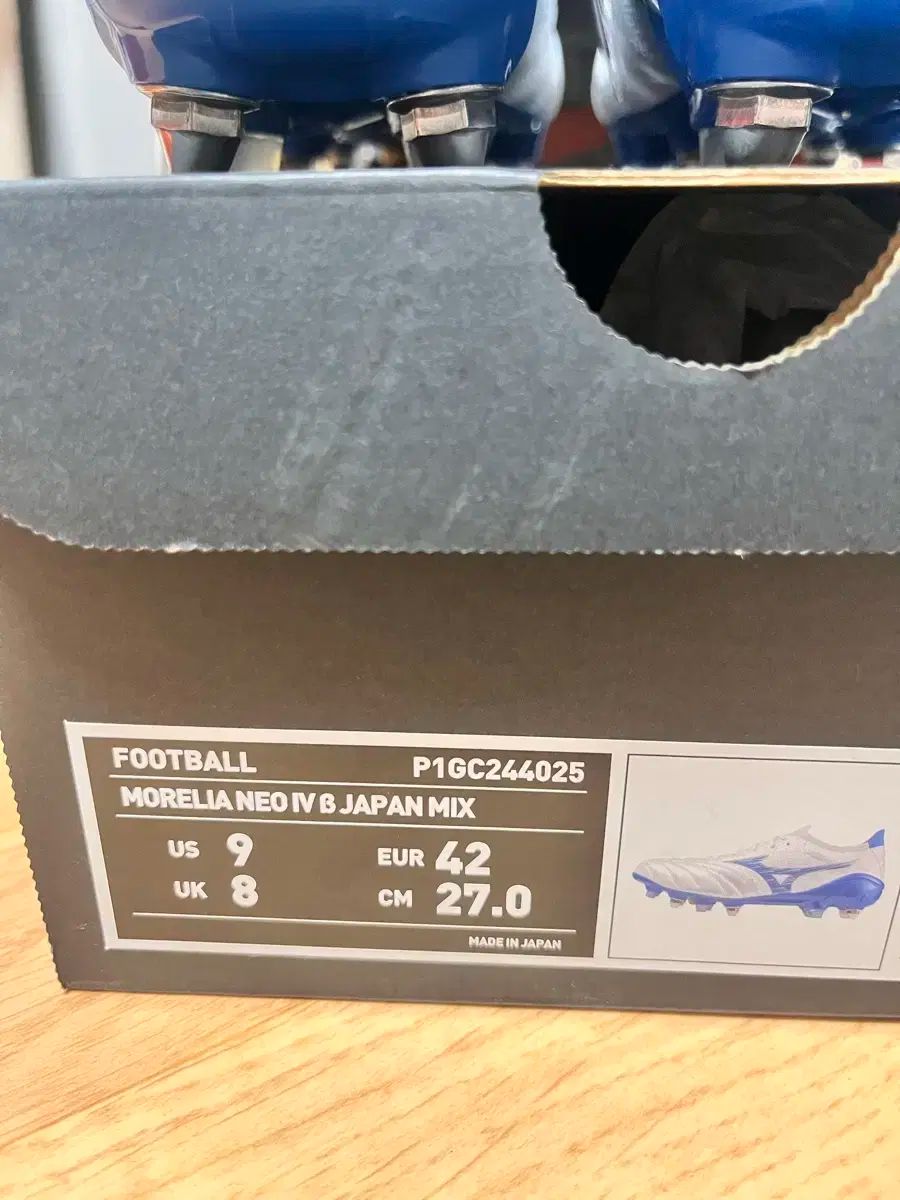 FOOTBALL P1GC244025
MORELIA NEO IV β JAPAN MIX
US 9 EUR 42
UK 8 CM 27.0
MADE IN JAPAN